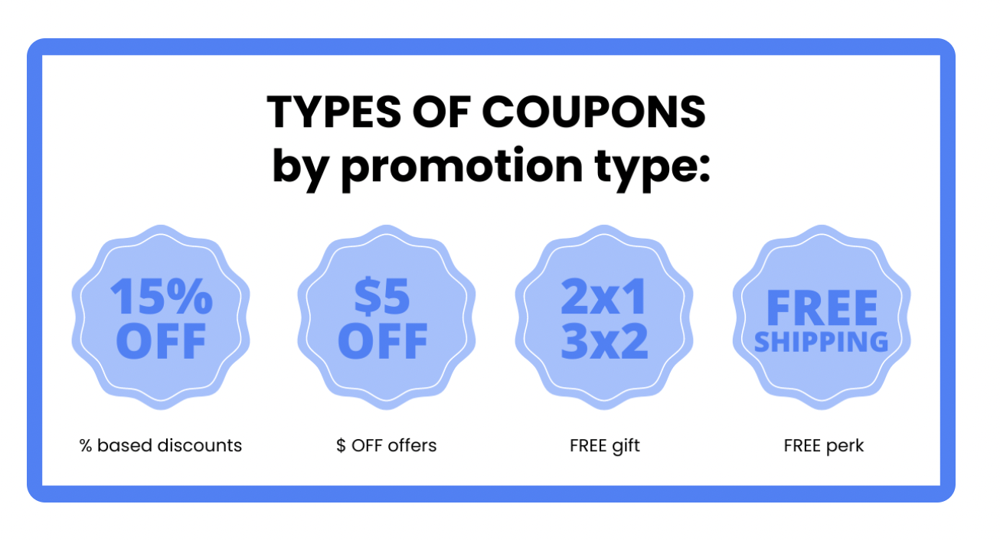 TYPES OF COUPONS
by promotion type:
15%
OFF
$5
OFF
2x1
3x2
FREE
SHIPPING
% based discounts
$ OFF offers
FREE gift
FREE perk